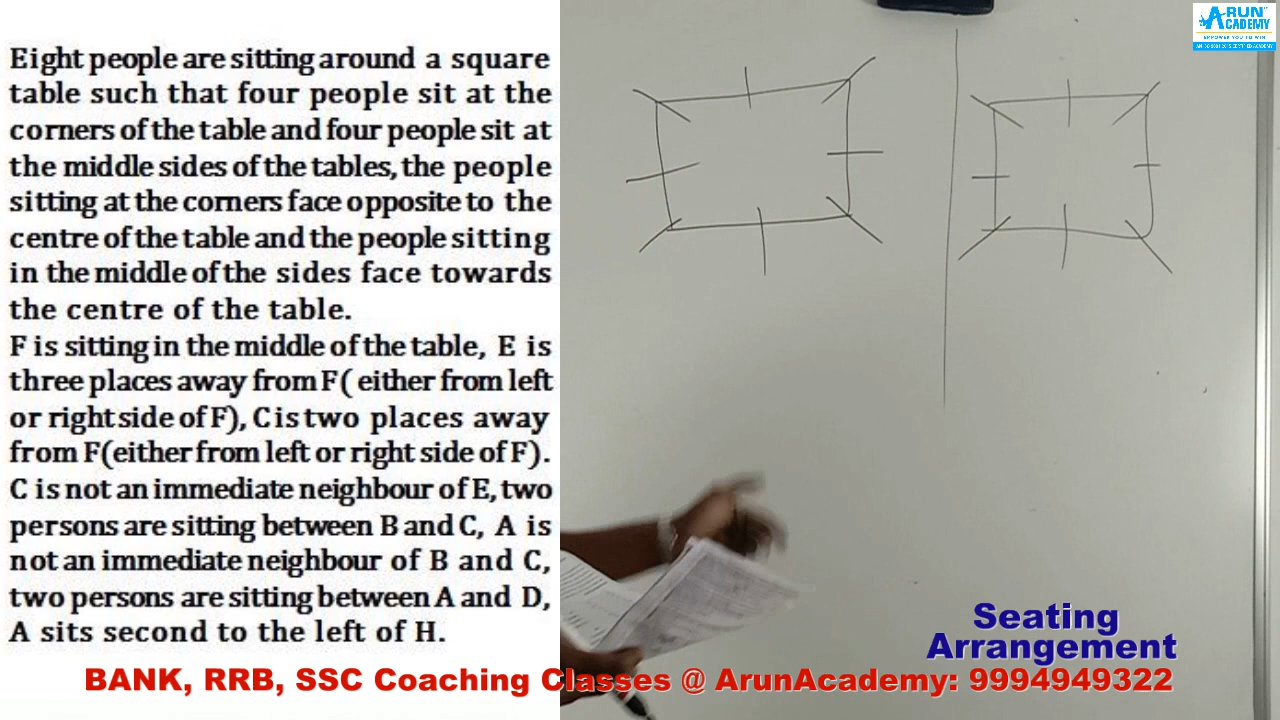 Eight people are sitting around a square
table such that four people sit at the
corners of the table and four people sit at
the middle sides of the tables, the people
sitting at the corners face opposite to the
centre of the table and the people sitting
in the middle of the sides face towards
the centre of the table.
F is sitting in the middle of the table, E is
three places away from F( either from left
or right side of F), C is two places away
from F(either from left or right side of F).
C is not an immediate neighbour of E, two
persons are sitting between B and C, A is
not an immediate neighbour of B and C,
two persons are sitting between A and D,
A sits second to the left of H.
ARUN
ACADEMY
EMPOWER YOU TO WIN
Seating
Arrangement
BANK, RRB, SSC Coaching Classes @ ArunAcademy: 9994949322